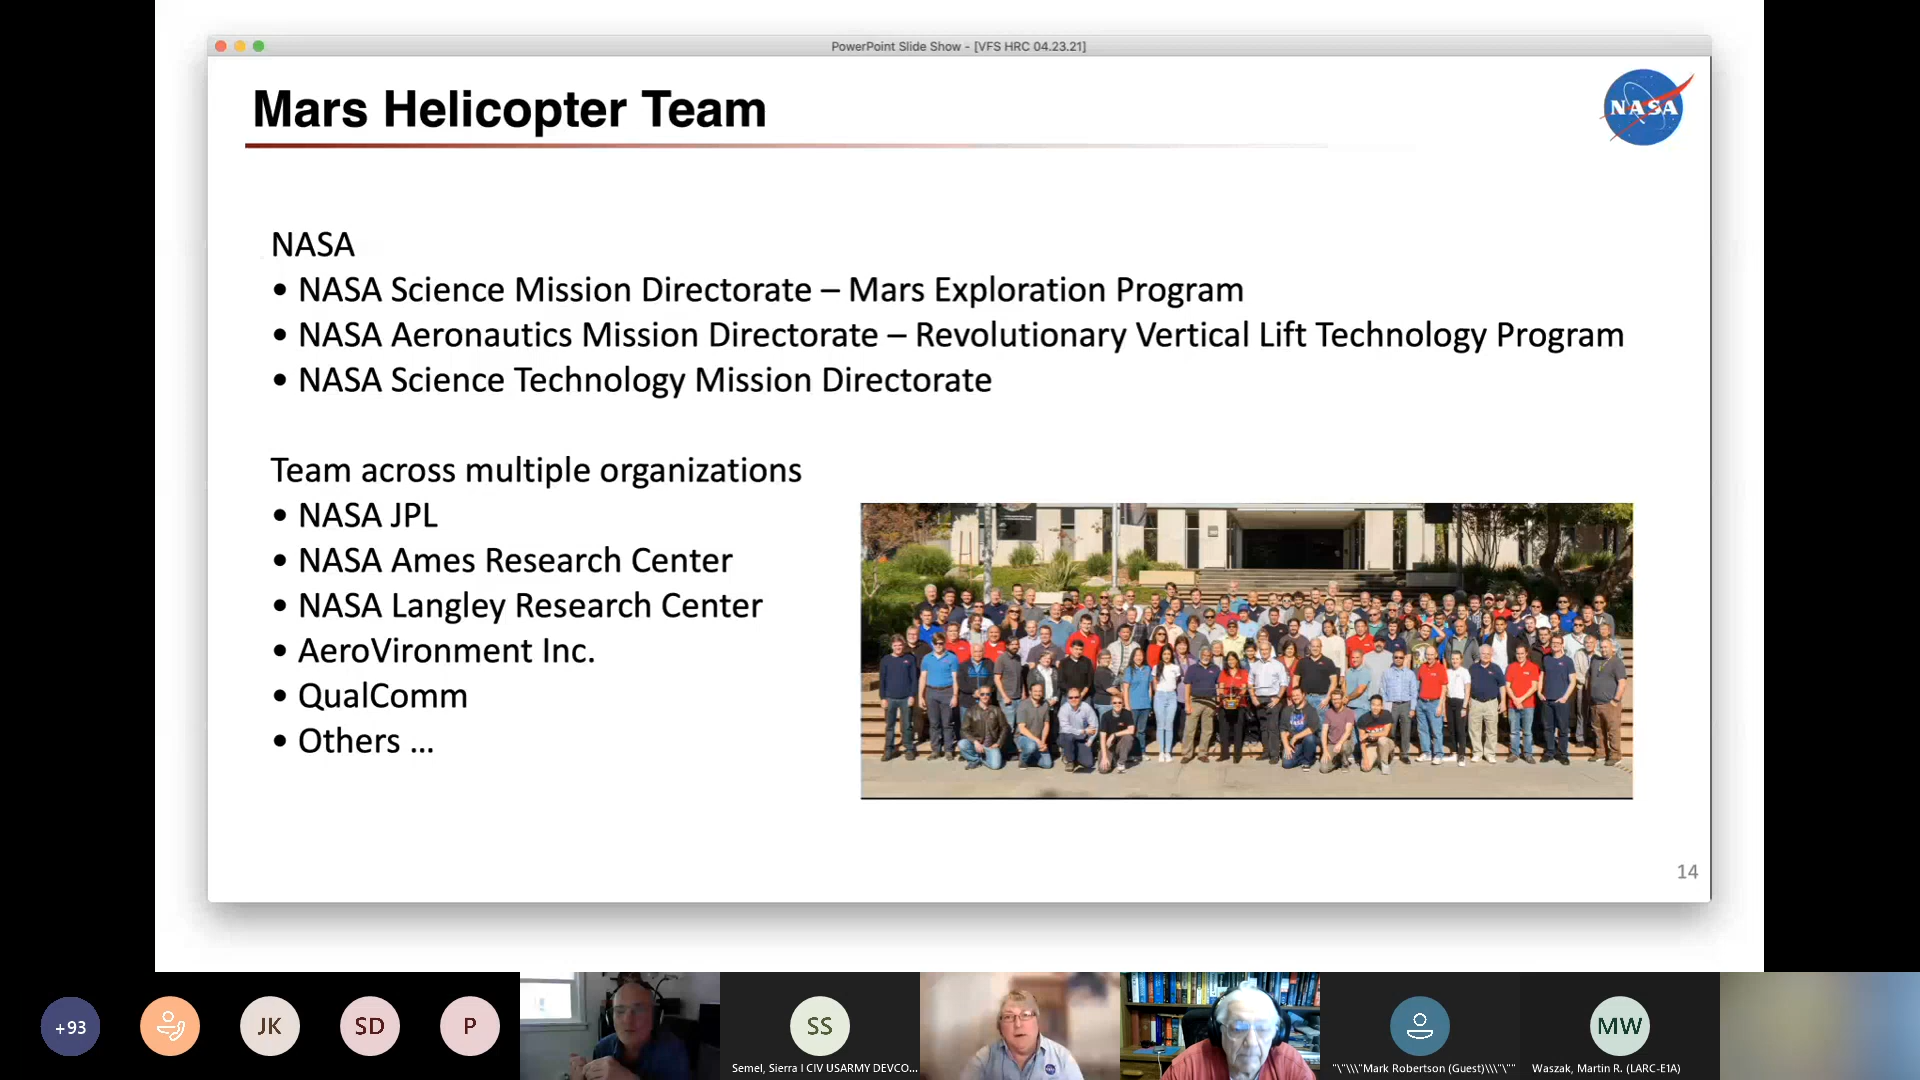 PowerPoint Slide Show - [VFS HRC 04.23.21]
Mars Helicopter Team
NASA
NASA
• NASA Science Mission Directorate – Mars Exploration Program
• NASA Aeronautics Mission Directorate – Revolutionary Vertical Lift Technology Program
• NASA Science Technology Mission Directorate
Team across multiple organizations
• NASA JPL
• NASA Ames Research Center
• NASA Langley Research Center
• AeroVironment Inc.
• QualComm
• Others ...
14
+93
JK
SD
P
SS
Semel, Sierra I CIV USARMY DEVCO...
"\"\\\"Mark Robertson (Guest)\\\"\""
MW
Waszak, Martin R. (LARC-E1A)